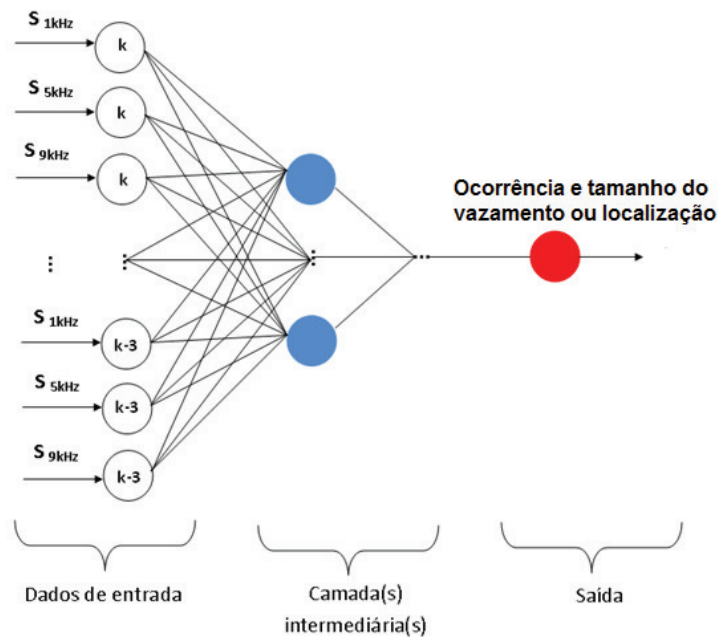 S 1kHz
k
S 5kHz
k
S 9kHz
k
Ocorrência e tamanho do
vazamento ou localização
S 1kHz
k-3
S 5kHz
k-3
S 9kHz
k-3
Dados de entrada
Camada(s)
intermediária(s)
Saída